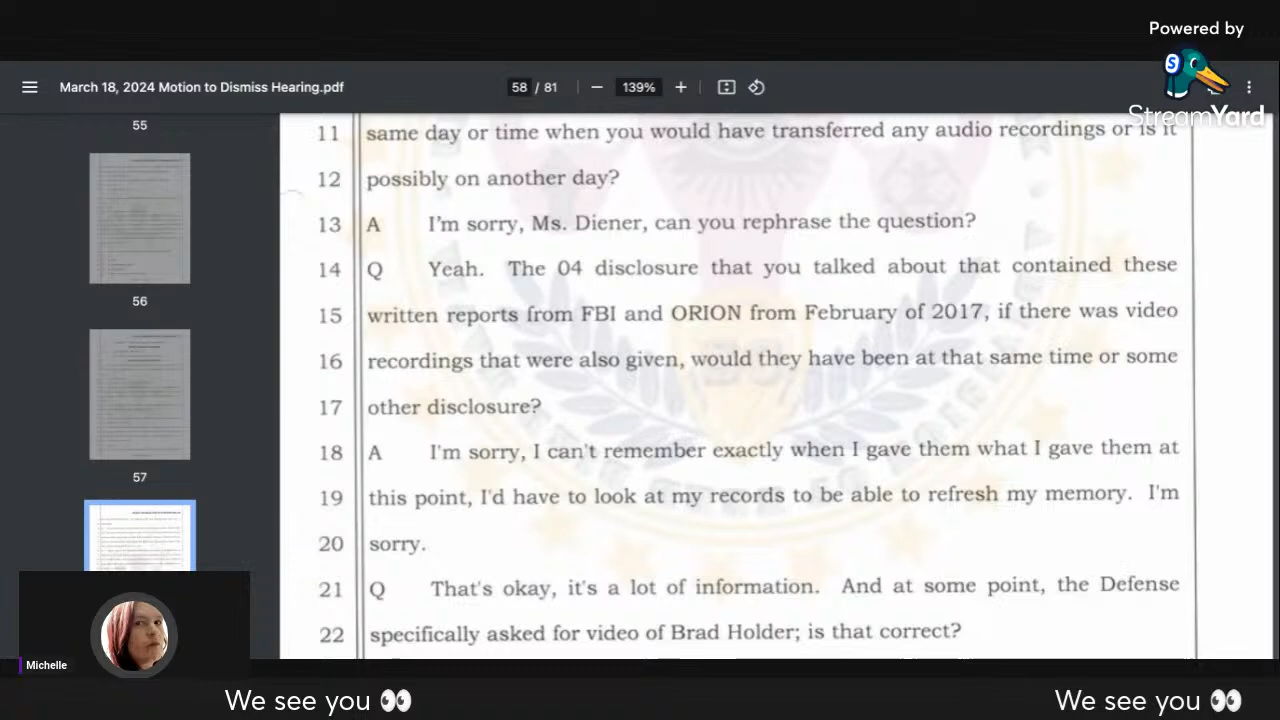 Powered by
StreamYard
March 18, 2024 Motion to Dismiss Hearing.pdf
58 / 81
139%
55
56
57
11 same day or time when you would have transferred any audio recordings or is it
12 possibly on another day?
13 A I'm sorry, Ms. Diener, can you rephrase the question?
14 Q Yeah. The 04 disclosure that you talked about that contained these
15 written reports from FBI and ORION from February of 2017, if there was video
16 recordings that were also given, would they have been at that same time or some
17 other disclosure?
18 A I'm sorry, I can't remember exactly when I gave them what I gave them at
19 this point, I'd have to look at my records to be able to refresh my memory. I'm
20 sorry.
21 Q That's okay, it's a lot of information. And at some point, the Defense
22 specifically asked for video of Brad Holder; is that correct?
Michelle
We see you 👀
We see you 👀